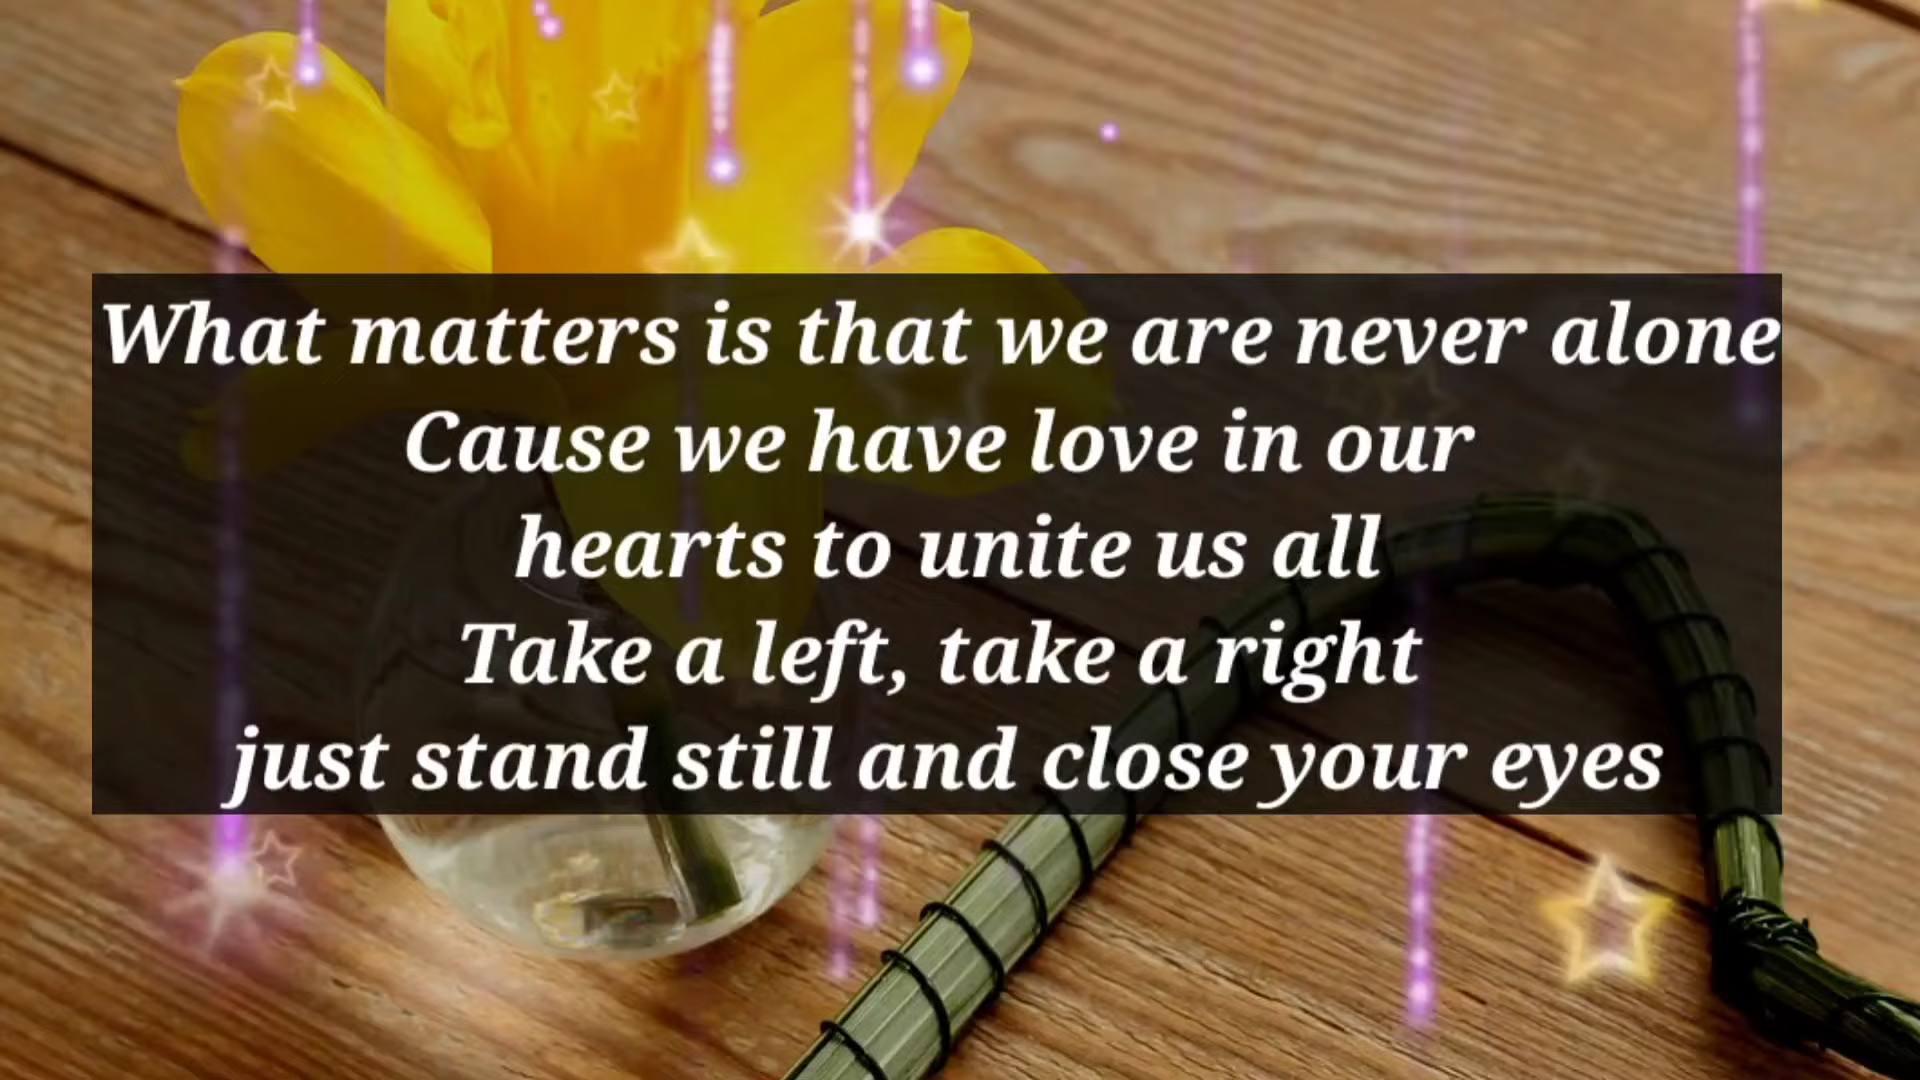 What matters is that we are never alone
Cause we have love in our
hearts to unite us all
Take a left, take a right
just stand still and close your eyes